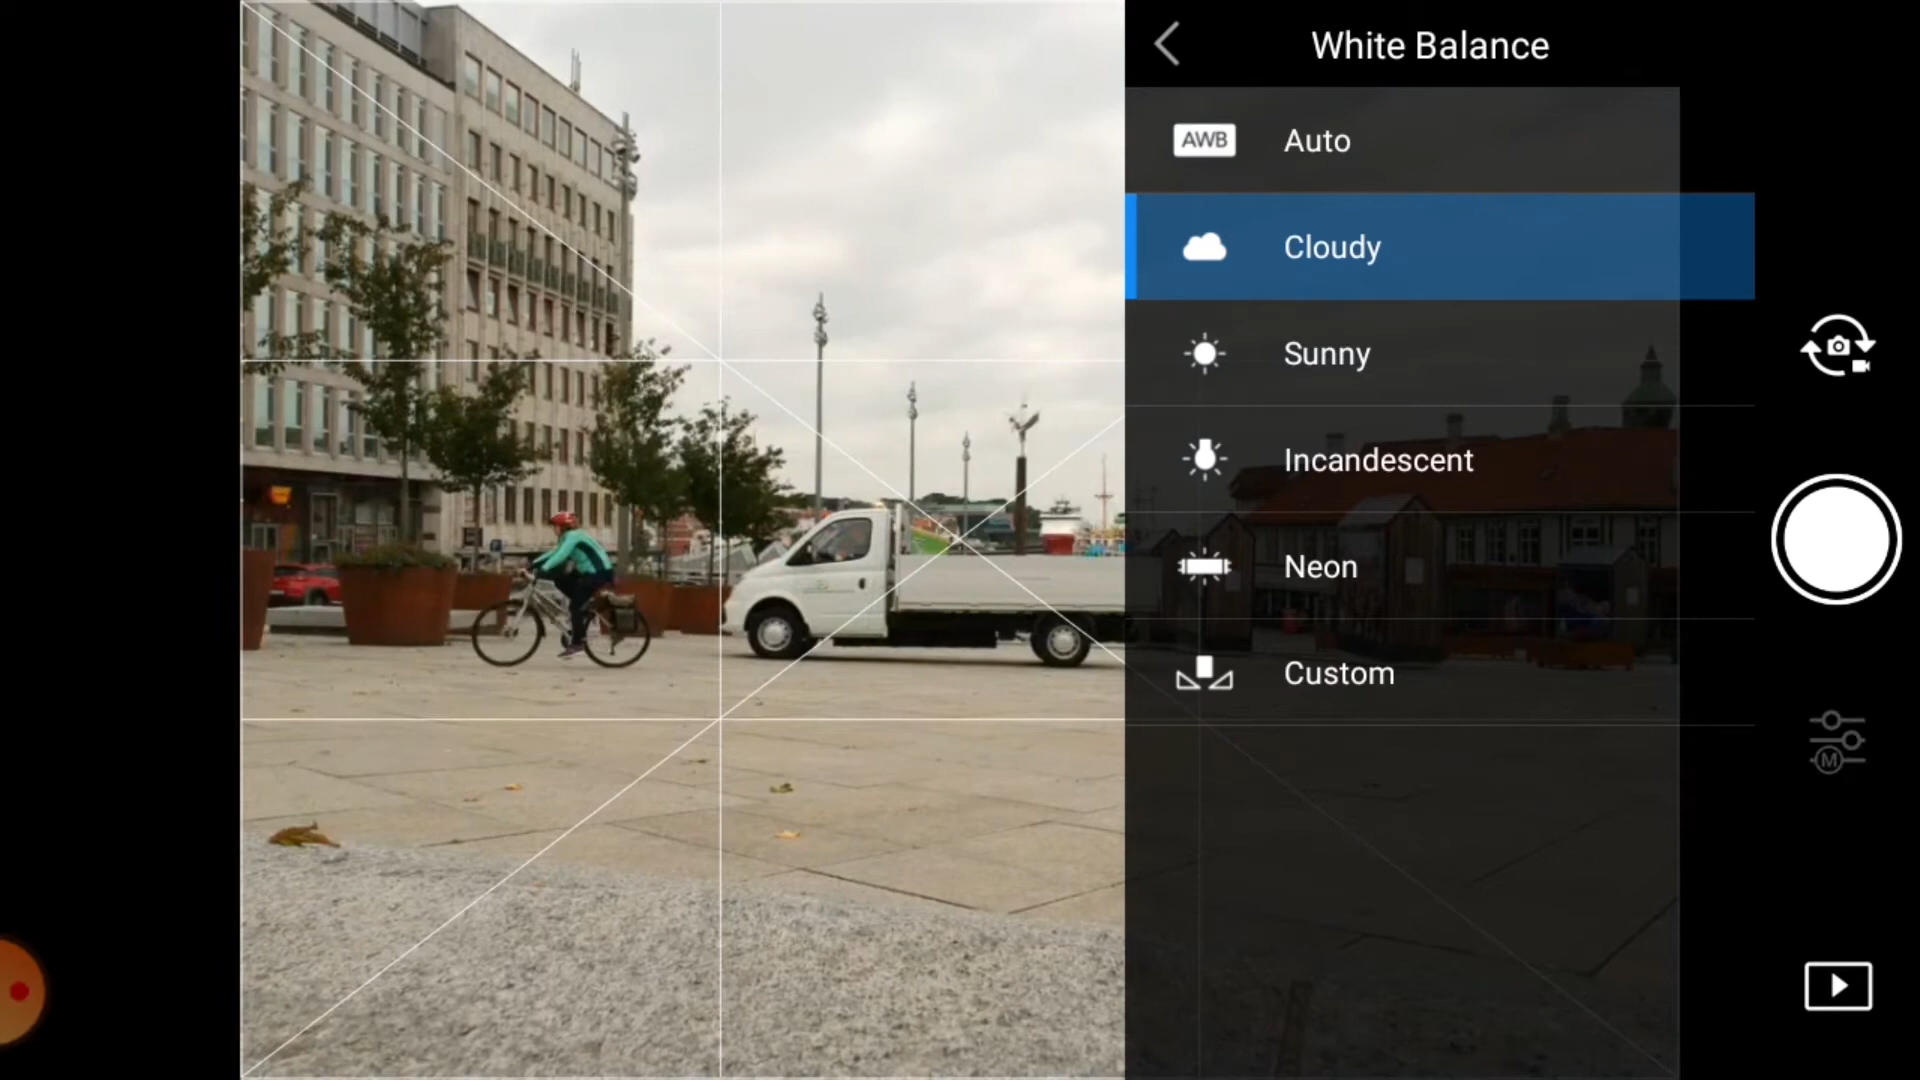 White Balance
AWB Auto
Cloudy
Sunny
Incandescent
Neon
Custom
M